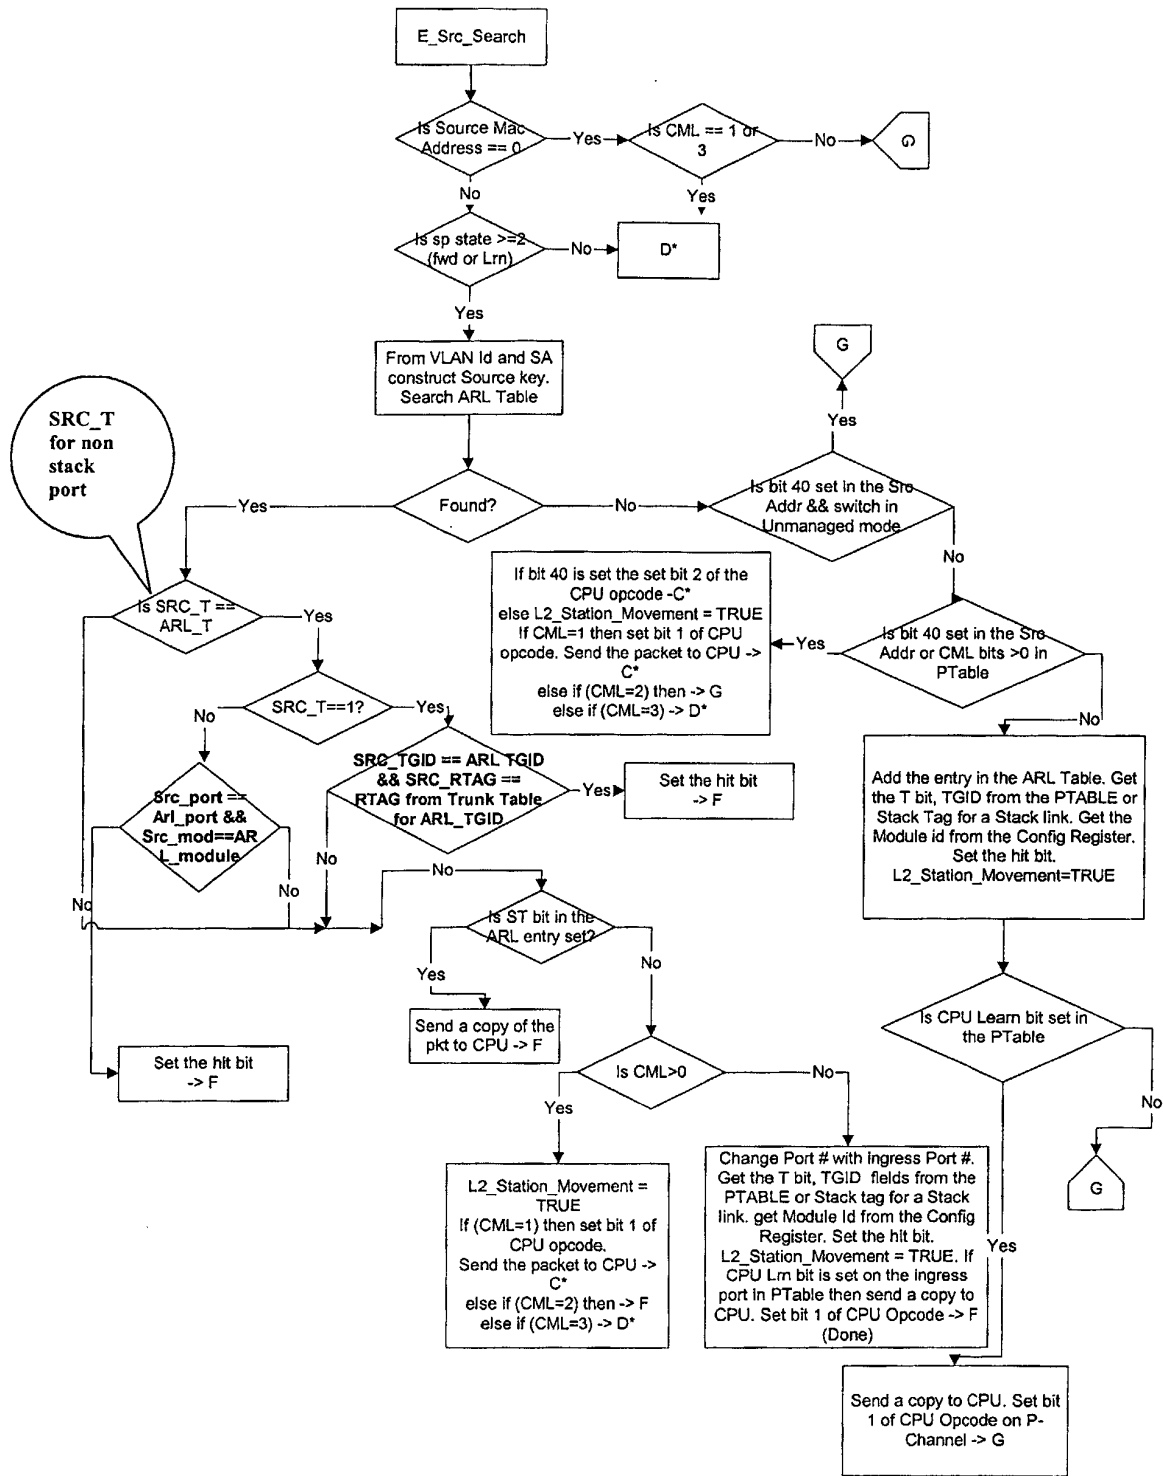 E_Src_Search
Is Source Mac
Address == 0
Yes
Is CML == 1 or
3
No
G
No
Yes
Is sp state >=2
(fwd or Lrn)
No
D*
Yes
From VLAN Id and SA
construct Source key.
Search ARL Table
G
Yes
SRC_T
for non
stack
port
Found?
Yes
No
Is bit 40 set in the Src
Addr && switch in
Unmanaged mode
No
If bit 40 is set the set bit 2 of the
CPU opcode -C*
else L2_Station_Movement = TRUE
If CML=1 then set bit 1 of CPU
opcode. Send the packet to CPU ->
C*
else if (CML=2) then -> G
else if (CML=3) -> D*
Yes
Is bit 40 set in the Src
Addr or CML bits >0 in
PTable
No
Is SRC_T ==
ARL_T
Yes
SRC_T==1?
No
Yes
Src_port ==
Arl_port &&
Src_mod==AR
L_module
SRC_TGID == ARL TGID
&& SRC_RTAG ==
RTAG from Trunk Table
for ARL_TGID
Yes
Set the hit bit
-> F
Add the entry in the ARL Table. Get
the T bit, TGID from the PTABLE or
Stack Tag for a Stack link. Get the
Module id from the Config Register.
Set the hit bit.
L2_Station_Movement=TRUE
No
No
No
No
Is ST bit in the
ARL entry set?
Yes
No
Send a copy of the
pkt to CPU -> F
Set the hit bit
-> F
Is CPU Learn bit set in
the PTable
Is CML>0
No
Yes
No
G
L2_Station_Movement =
TRUE
If (CML=1) then set bit 1 of
CPU opcode.
Send the packet to CPU ->
C*
else if (CML=2) then -> F
else if (CML=3) -> D*
Change Port # with ingress Port #.
Get the T bit, TGID fields from the
PTABLE or Stack tag for a Stack
link. get Module Id from the Config
Register. Set the hit bit.
L2_Station_Movement = TRUE. If
CPU Lrn bit is set on the ingress
port in PTable then send a copy to
CPU. Set bit 1 of CPU Opcode -> F
(Done)
Yes
Send a copy to CPU. Set bit
1 of CPU Opcode on P-
Channel -> G